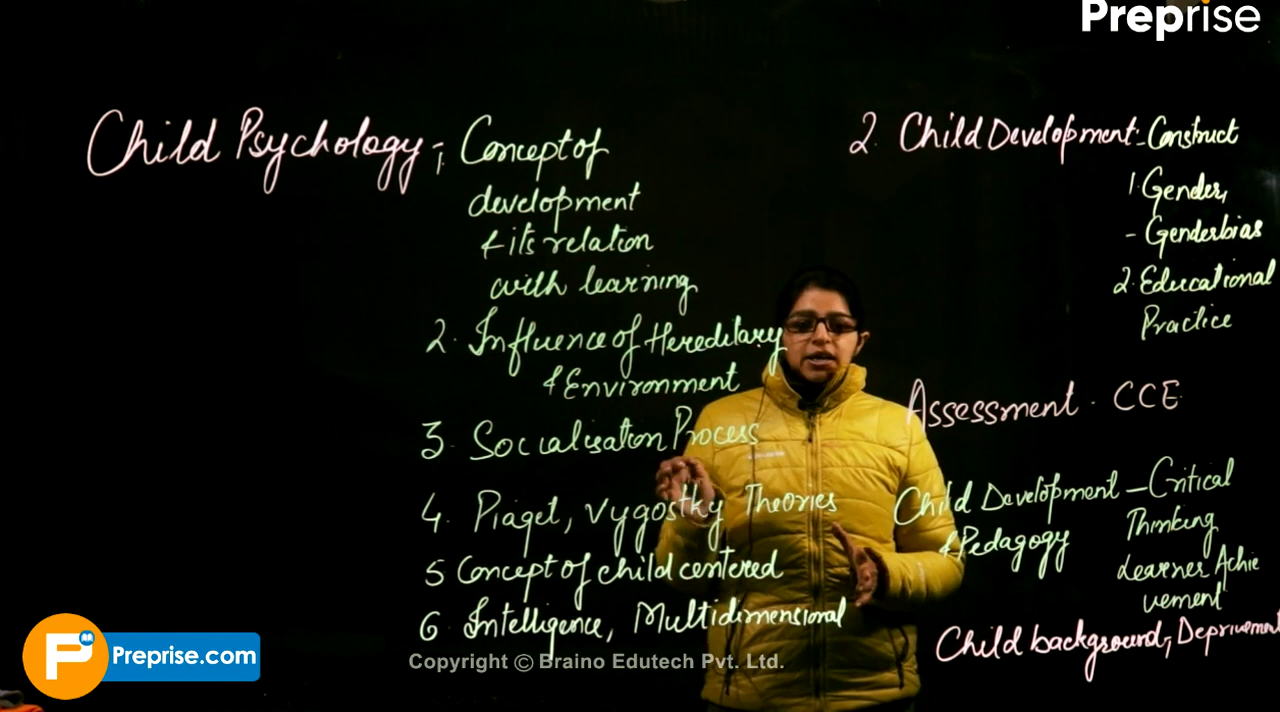 Preprise
Child Psychology ; Concept of
development
& its relation
with learning
2. Influence of Hereditary
& Environment
3. Socialisation Process
4. Piaget, Vygostky Theories
5 Concept of child centered
6 Intelligence, Multidimensional
2. Child Development :- Construct
1. Gender,
- Genderbias
2. Educational
Practice
Assessment . CCE
Child Development - Critical
& Pedagogy Thinking
Learner Achie
vement
Child background, Deprivement
Preprise.com
Copyright © Braino Edutech Pvt. Ltd.